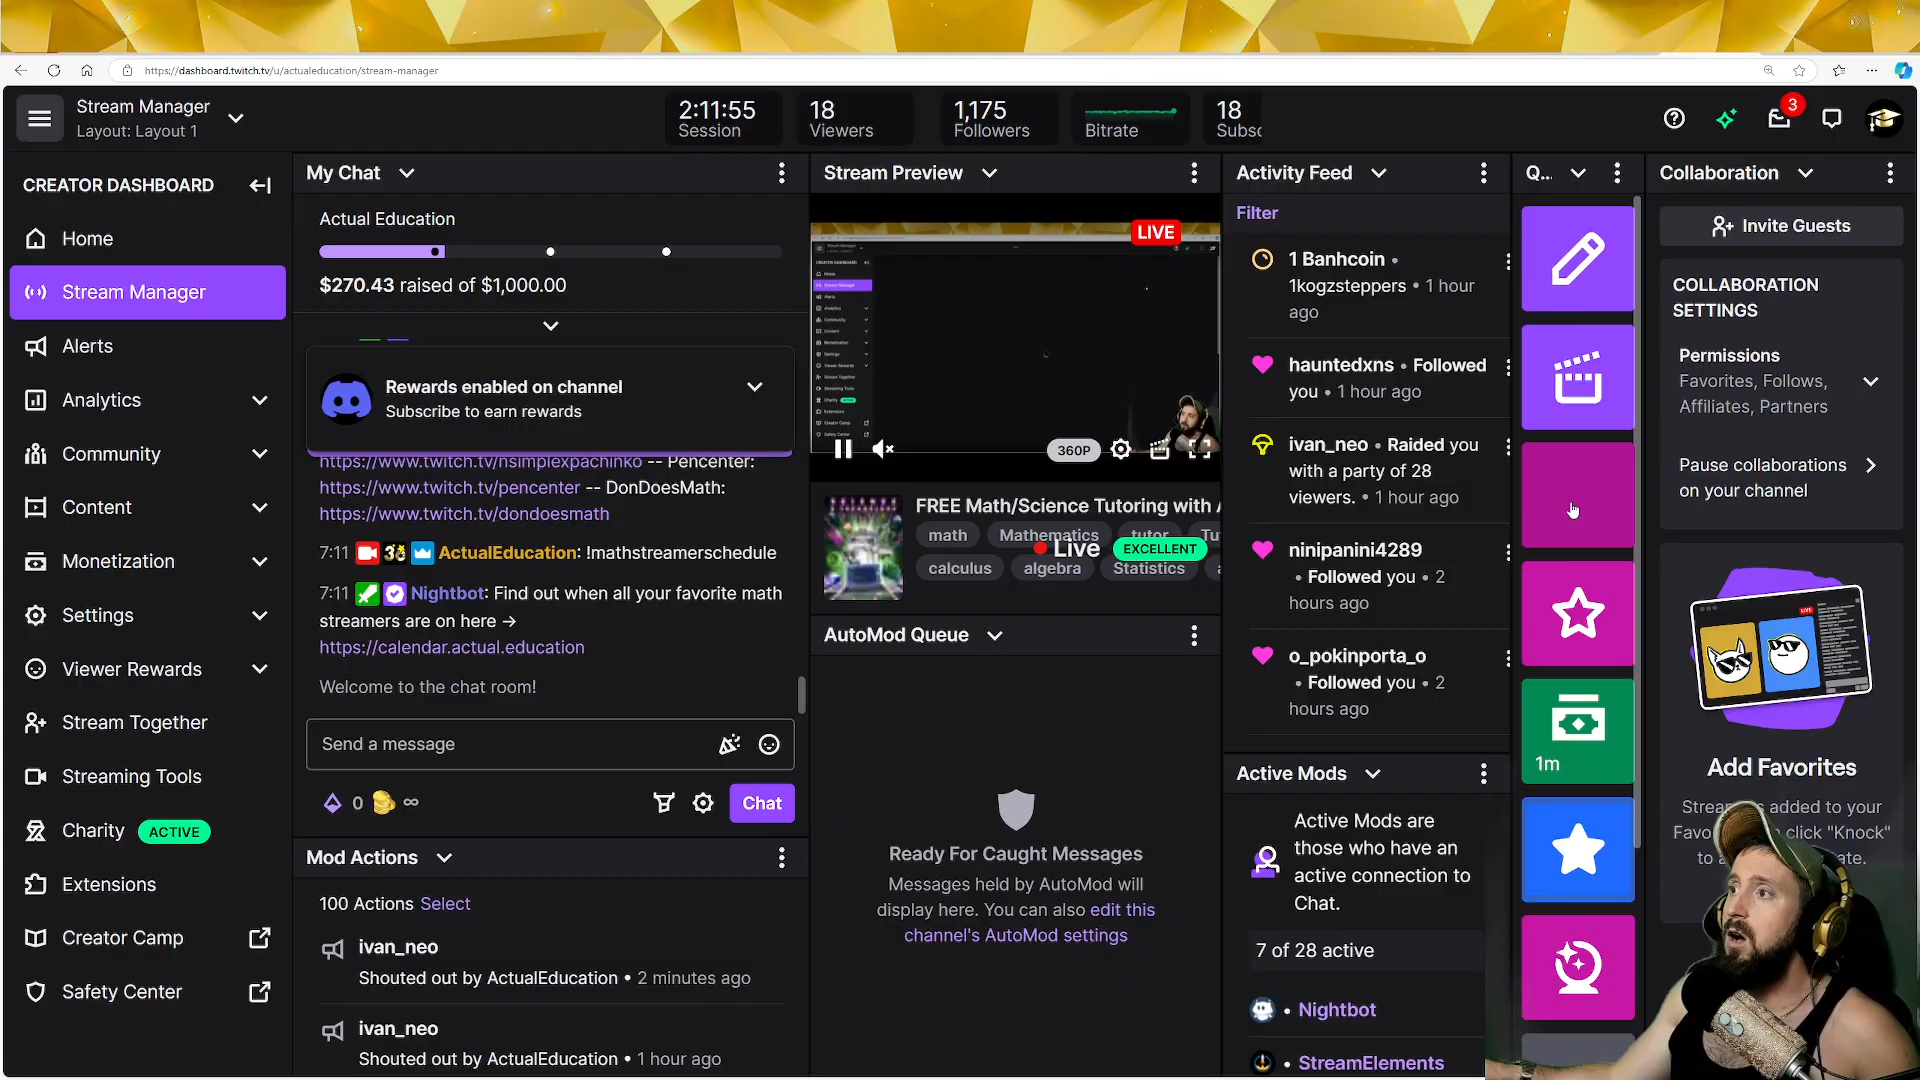 https://dashboard.twitch.tv/u/actualeducation/stream-manager
Stream Manager
Layout: Layout 1
2:11:55
Session
18
Viewers
1,175
Followers
Bitrate
18
Subsc
3
CREATOR DASHBOARD
Home
Stream Manager
Alerts
Analytics
Community
Content
Monetization
Settings
Viewer Rewards
Stream Together
Streaming Tools
Charity ACTIVE
Extensions
Creator Camp
Safety Center
My Chat
Actual Education
$270.43 raised of $1,000.00
Rewards enabled on channel
Subscribe to earn rewards
https://www.twitch.tv/nsimplexpachinko -- Pencenter:
https://www.twitch.tv/pencenter -- DonDoesMath:
https://www.twitch.tv/dondoesmath
7:11 ActualEducation: !mathstreamerschedule
7:11 Nightbot: Find out when all your favorite math
streamers are on here →
https://calendar.actual.education
Welcome to the chat room!
Send a message
0 ∞
Chat
Mod Actions
100 Actions Select
ivan_neo
Shouted out by ActualEducation • 2 minutes ago
ivan_neo
Shouted out by ActualEducation • 1 hour ago
Stream Preview
LIVE
360P
FREE Math/Science Tutoring with A
math Mathematics tutor Tu
Live EXCELLENT
calculus algebra Statistics
AutoMod Queue
Ready For Caught Messages
Messages held by AutoMod will
display here. You can also edit this
channel's AutoMod settings
Activity Feed
Filter
1 Banhcoin •
1kogzsteppers • 1 hour
ago
hauntedxns • Followed
you • 1 hour ago
ivan_neo • Raided you
with a party of 28
viewers. • 1 hour ago
ninipanini4289
• Followed you • 2
hours ago
o_pokinporta_o
• Followed you • 2
hours ago
Active Mods
Active Mods are
those who have an
active connection to
Chat.
7 of 28 active
• Nightbot
• StreamElements
Q...
1m
Collaboration
Invite Guests
COLLABORATION
SETTINGS
Permissions
Favorites, Follows,
Affiliates, Partners
Pause collaborations
on your channel
Add Favorites
added to your
click "Knock"